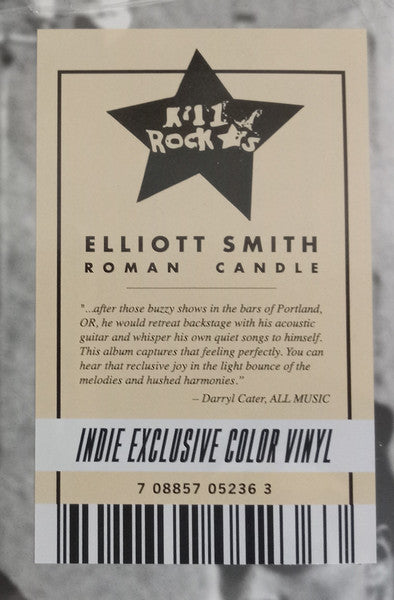 KILL
ROCK ★'S
ELLIOTT SMITH
ROMAN CANDLE
"...after those buzzy shows in the bars of Portland,
OR, he would retreat backstage with his acoustic
guitar and whisper his own quiet songs to himself.
This album captures that feeling perfectly. You can
hear that reclusive joy in the light bounce of the
melodies and hushed harmonies."
– Darryl Cater, ALL MUSIC
INDIE EXCLUSIVE COLOR VINYL
7 08857 05236 3